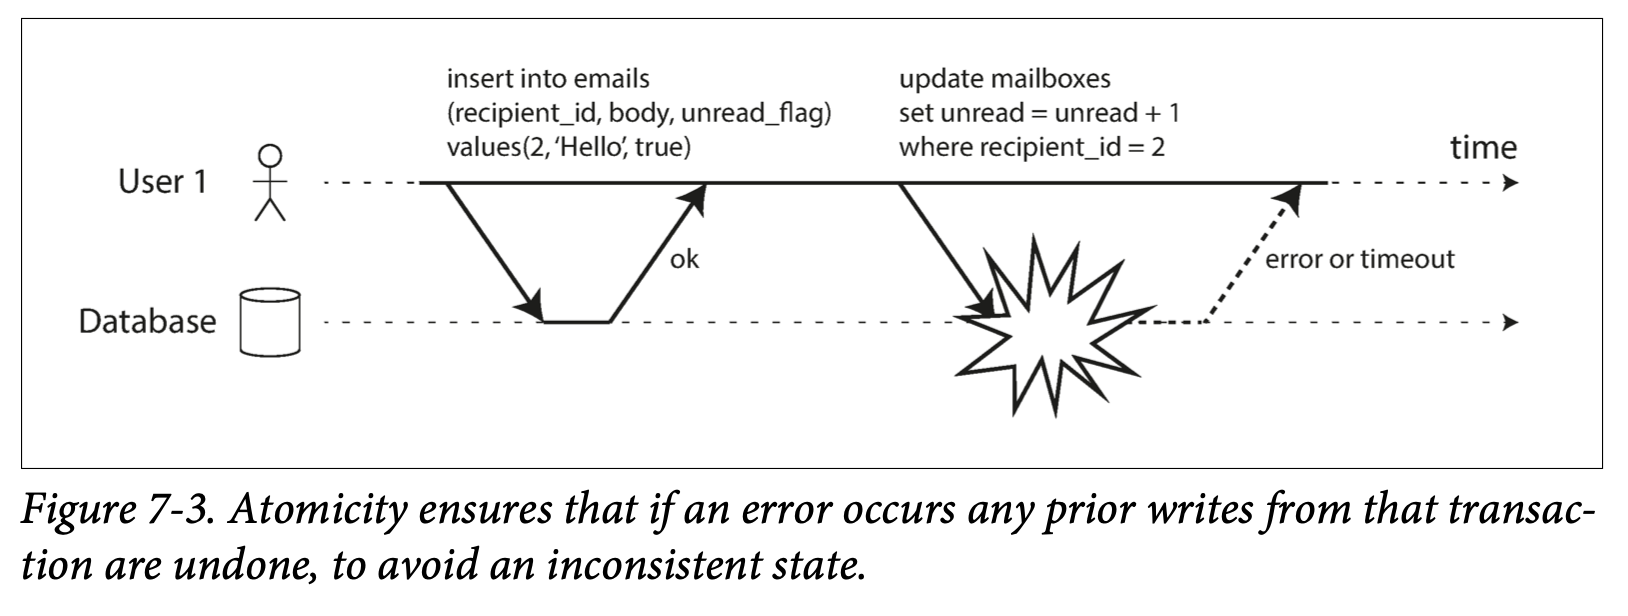 insert into emails
(recipient_id, body, unread_flag)
values(2, ‘Hello’, true)
update mailboxes
set unread = unread + 1
where recipient_id = 2
time
User 1
ok
error or timeout
Database
Figure 7-3. Atomicity ensures that if an error occurs any prior writes from that transac-
tion are undone, to avoid an inconsistent state.